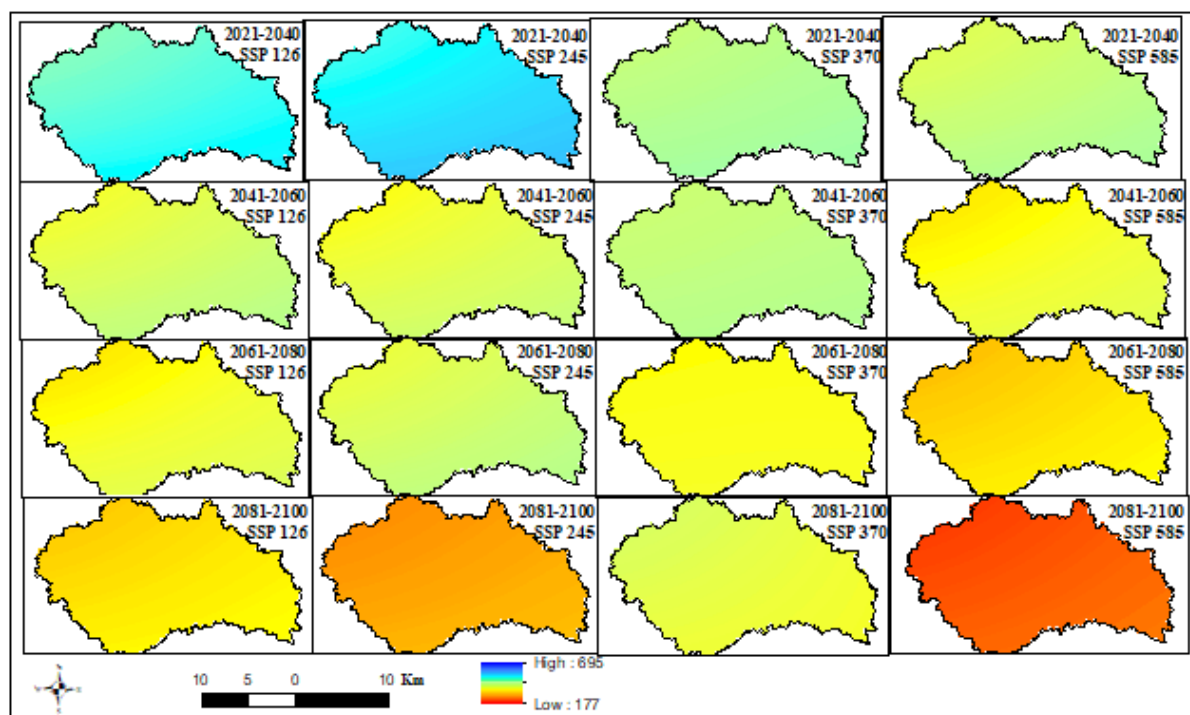 2021-2040
SSP 126
2021-2040
SSP 245
2021-2040
SSP 370
2021-2040
SSP 585
2041-2060
SSP 126
2041-2060
SSP 245
2041-2060
SSP 370
2041-2060
SSP 585
2061-2080
SSP 126
2061-2080
SSP 245
2061-2080
SSP 370
2061-2080
SSP 585
2081-2100
SSP 126
2081-2100
SSP 245
2081-2100
SSP 370
2081-2100
SSP 585
10 5 0 10 Km
High : 695
Low : 177